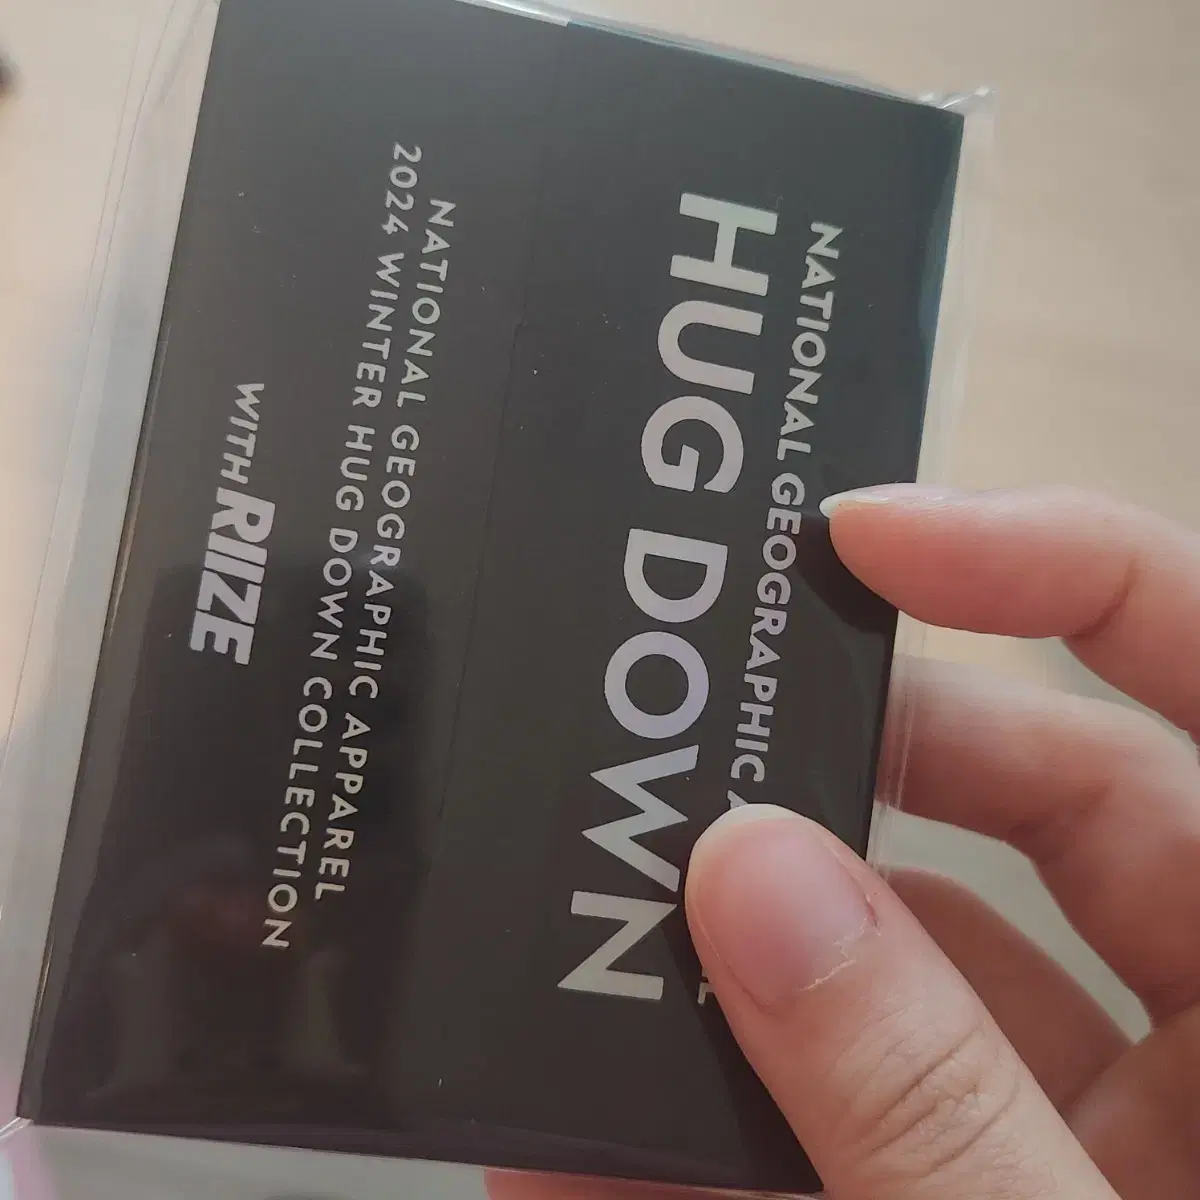 NATIONAL GEOGRAPHIC
HUG DOWN
NATIONAL GEOGRAPHIC APPAREL
2024 WINTER HUG DOWN COLLECTION
WITH RIIZE